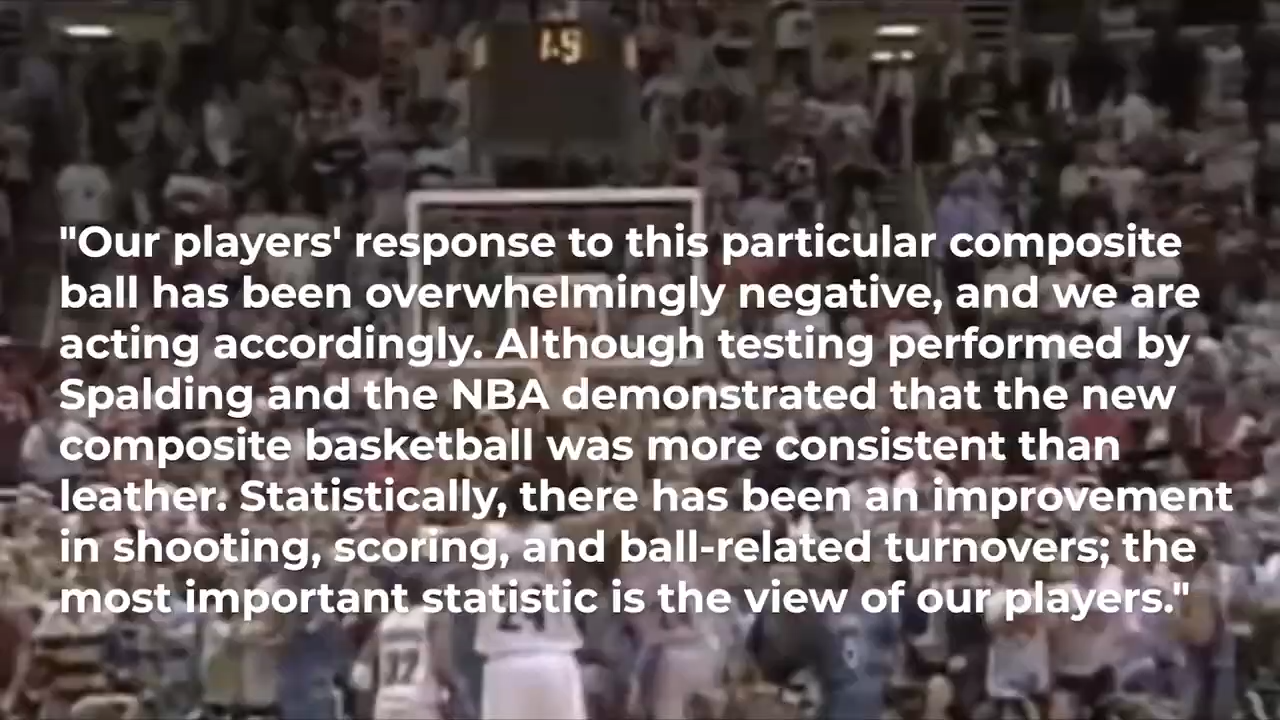 1.9
"Our players' response to this particular composite
ball has been overwhelmingly negative, and we are
acting accordingly. Although testing performed by
Spalding and the NBA demonstrated that the new
composite basketball was more consistent than
leather. Statistically, there has been an improvement
in shooting, scoring, and ball-related turnovers; the
most important statistic is the view of our players."
24